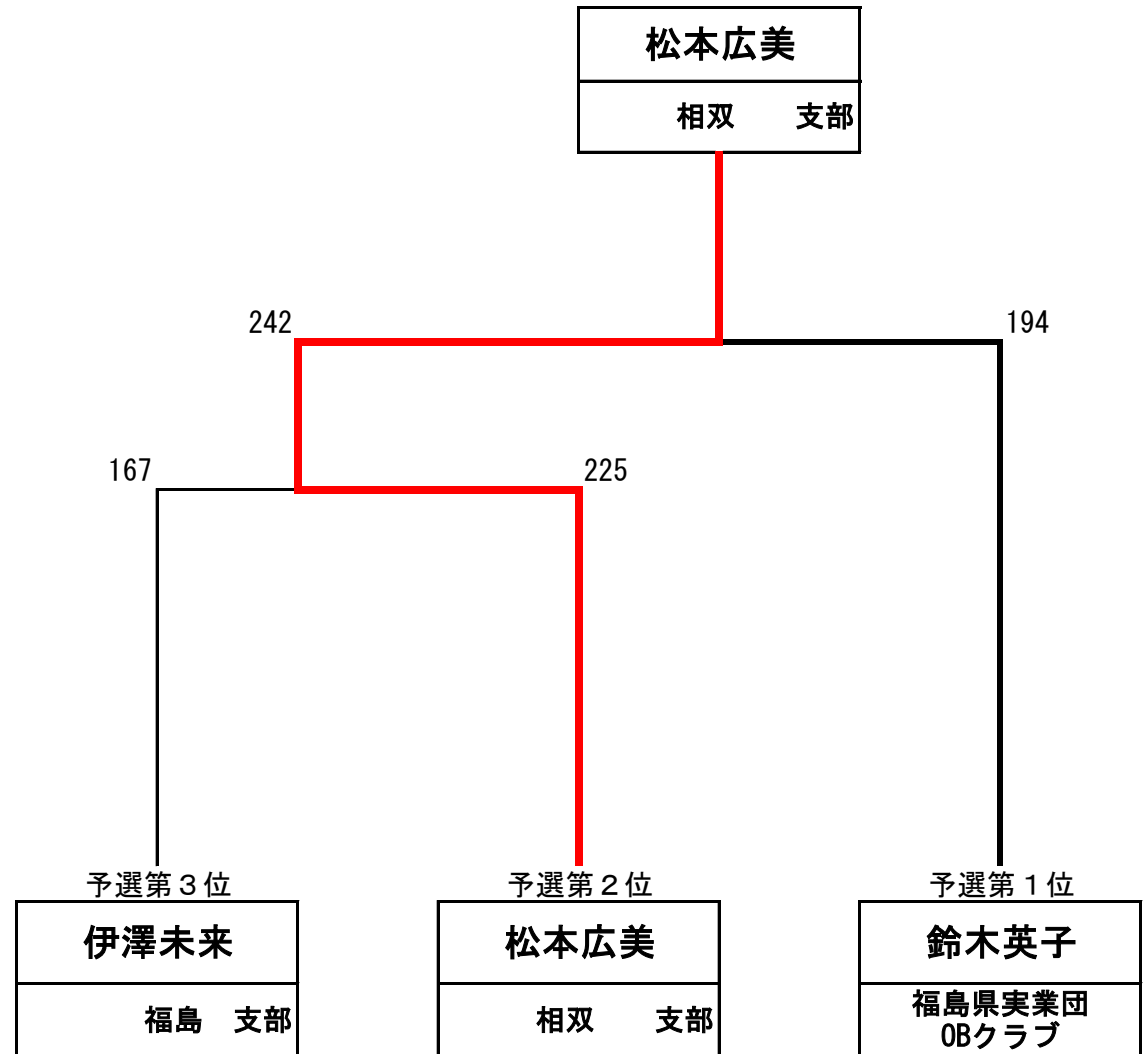 松本広美
相双 支部
242
194
167
225
予選第３位
予選第２位
予選第１位
伊澤未来
松本広美
鈴木英子
福島 支部
相双 支部
福島県実業団
OBクラブ